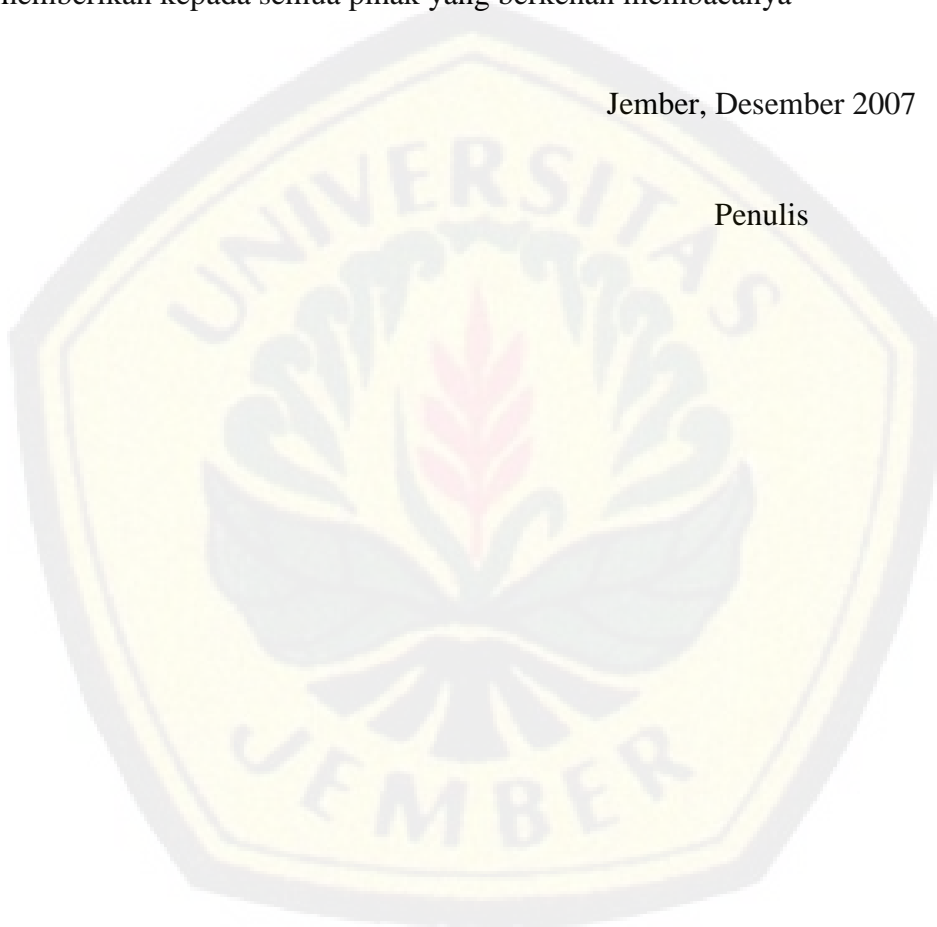 memberikan kepada semua pihak yang berkenan membacanya
Jember, Desember 2007
Penulis
UNIVERSITAS
JEMBER